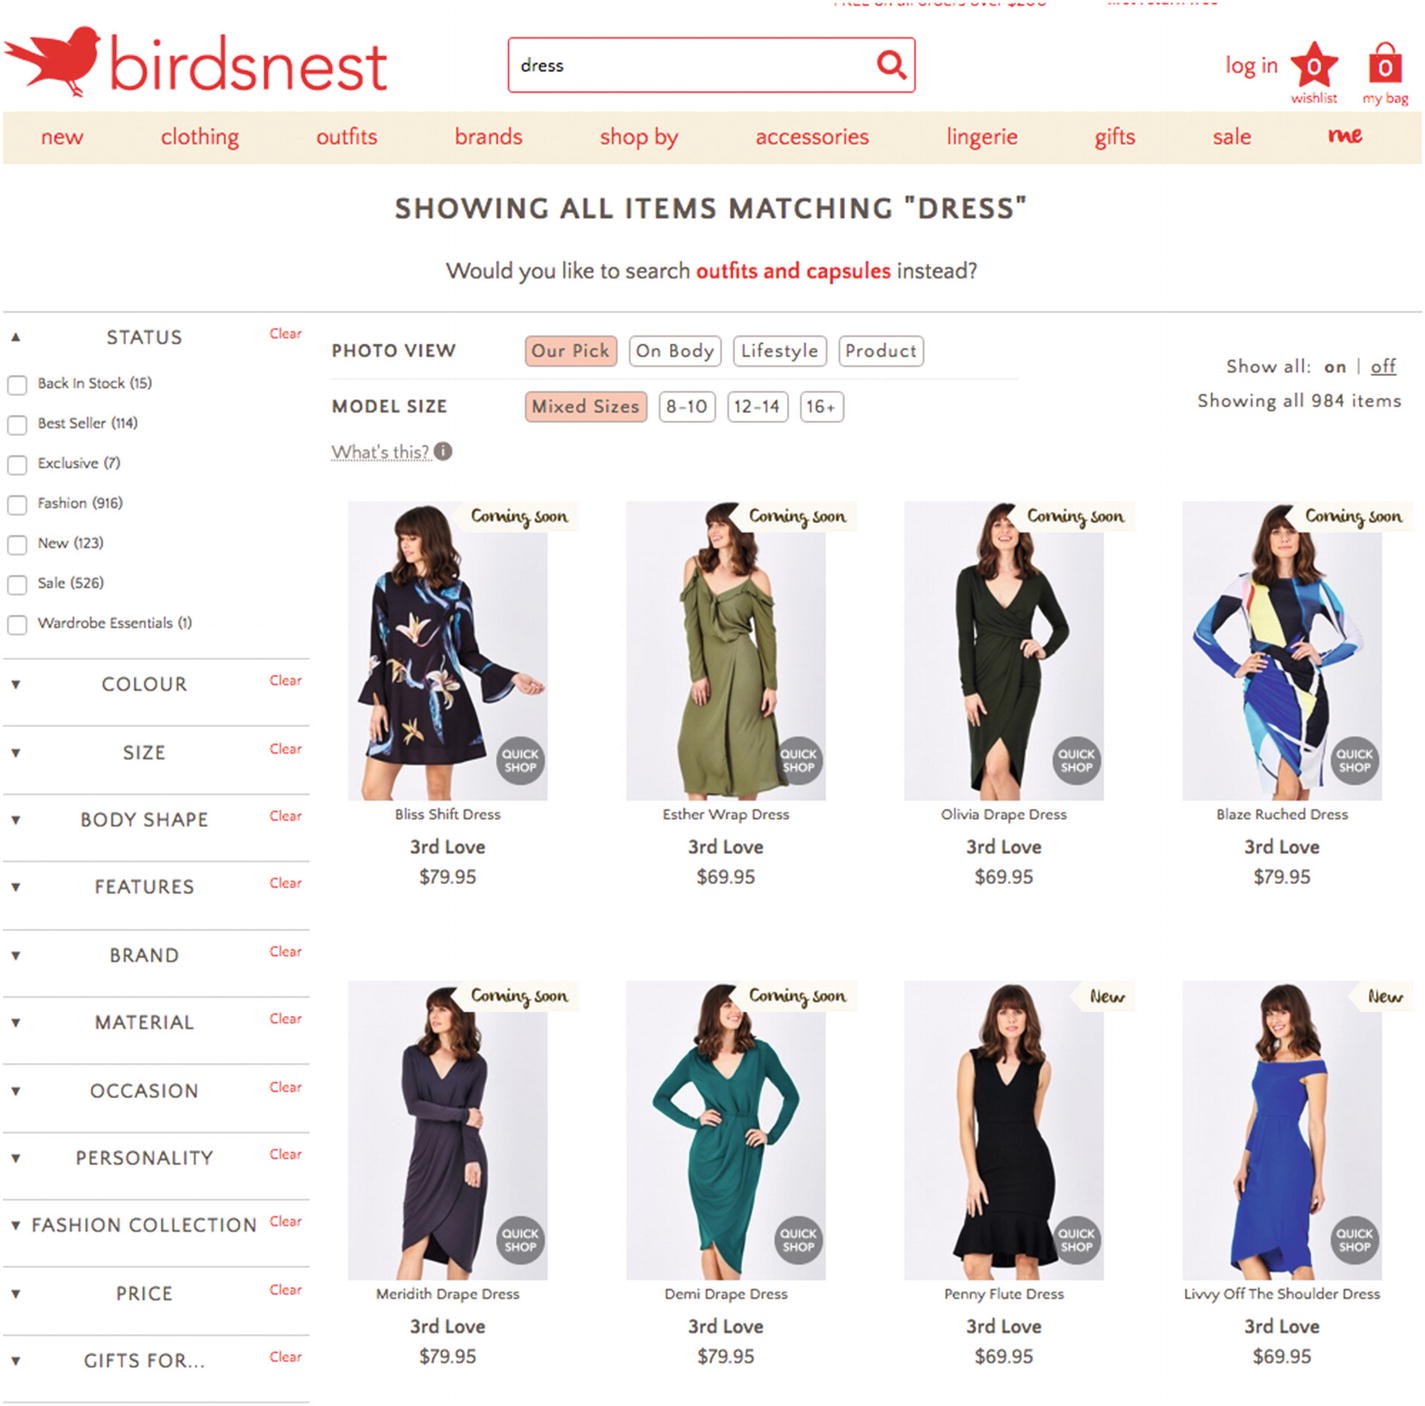 FREE on all orders over $200
birdsnest
dress
log in
0
wishlist
0
my bag
new clothing outfits brands shop by accessories lingerie gifts sale me
SHOWING ALL ITEMS MATCHING "DRESS"
Would you like to search outfits and capsules instead?
▲ STATUS Clear
Back In Stock (15)
Best Seller (114)
Exclusive (7)
Fashion (916)
New (123)
Sale (526)
Wardrobe Essentials (1)
▼ COLOUR Clear
▼ SIZE Clear
▼ BODY SHAPE Clear
▼ FEATURES Clear
▼ BRAND Clear
▼ MATERIAL Clear
▼ OCCASION Clear
▼ PERSONALITY Clear
▼ FASHION COLLECTION Clear
▼ PRICE Clear
▼ GIFTS FOR... Clear
PHOTO VIEW Our Pick On Body Lifestyle Product
MODEL SIZE Mixed Sizes 8-10 12-14 16+
What's this? i
Show all: on | off
Showing all 984 items
Coming soon
QUICK
SHOP
Bliss Shift Dress
3rd Love
$79.95
Coming soon
QUICK
SHOP
Esther Wrap Dress
3rd Love
$69.95
Coming soon
QUICK
SHOP
Olivia Drape Dress
3rd Love
$69.95
Coming soon
QUICK
SHOP
Blaze Ruched Dress
3rd Love
$79.95
Coming soon
QUICK
SHOP
Meridith Drape Dress
3rd Love
$79.95
Coming soon
QUICK
SHOP
Demi Drape Dress
3rd Love
$79.95
New
QUICK
SHOP
Penny Flute Dress
3rd Love
$69.95
New
QUICK
SHOP
Livvy Off The Shoulder Dress
3rd Love
$69.95